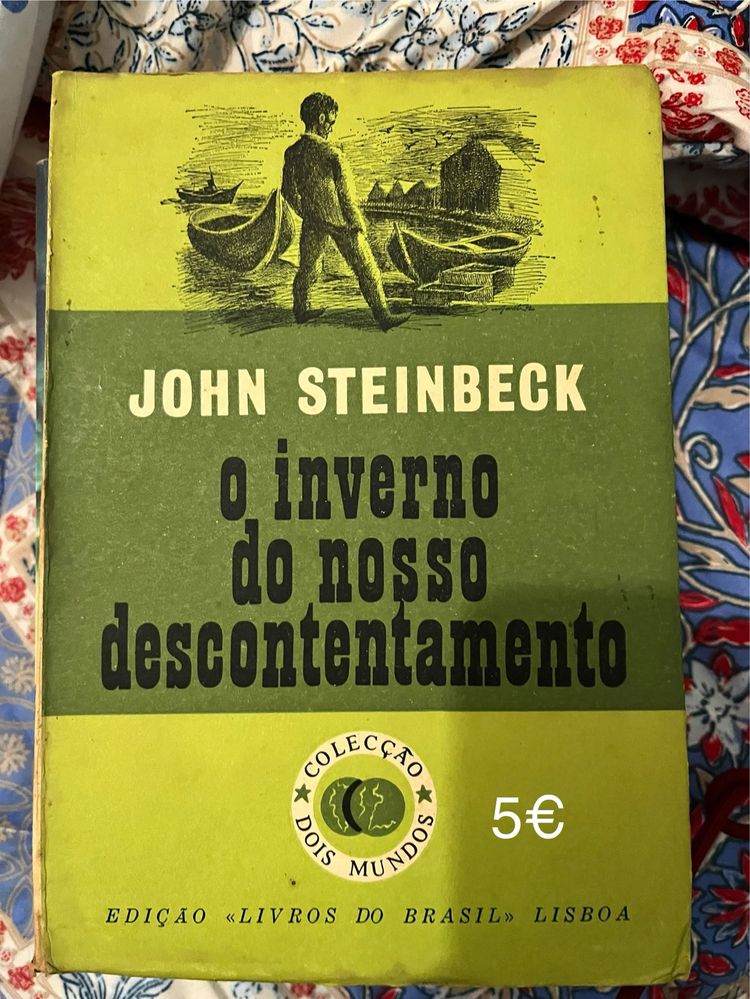 JOHN STEINBECK
o inverno
do nosso
descontentamento
COLECÇÃO
DOIS MUNDOS
5€
EDIÇÃO «LIVROS DO BRASIL» LISBOA